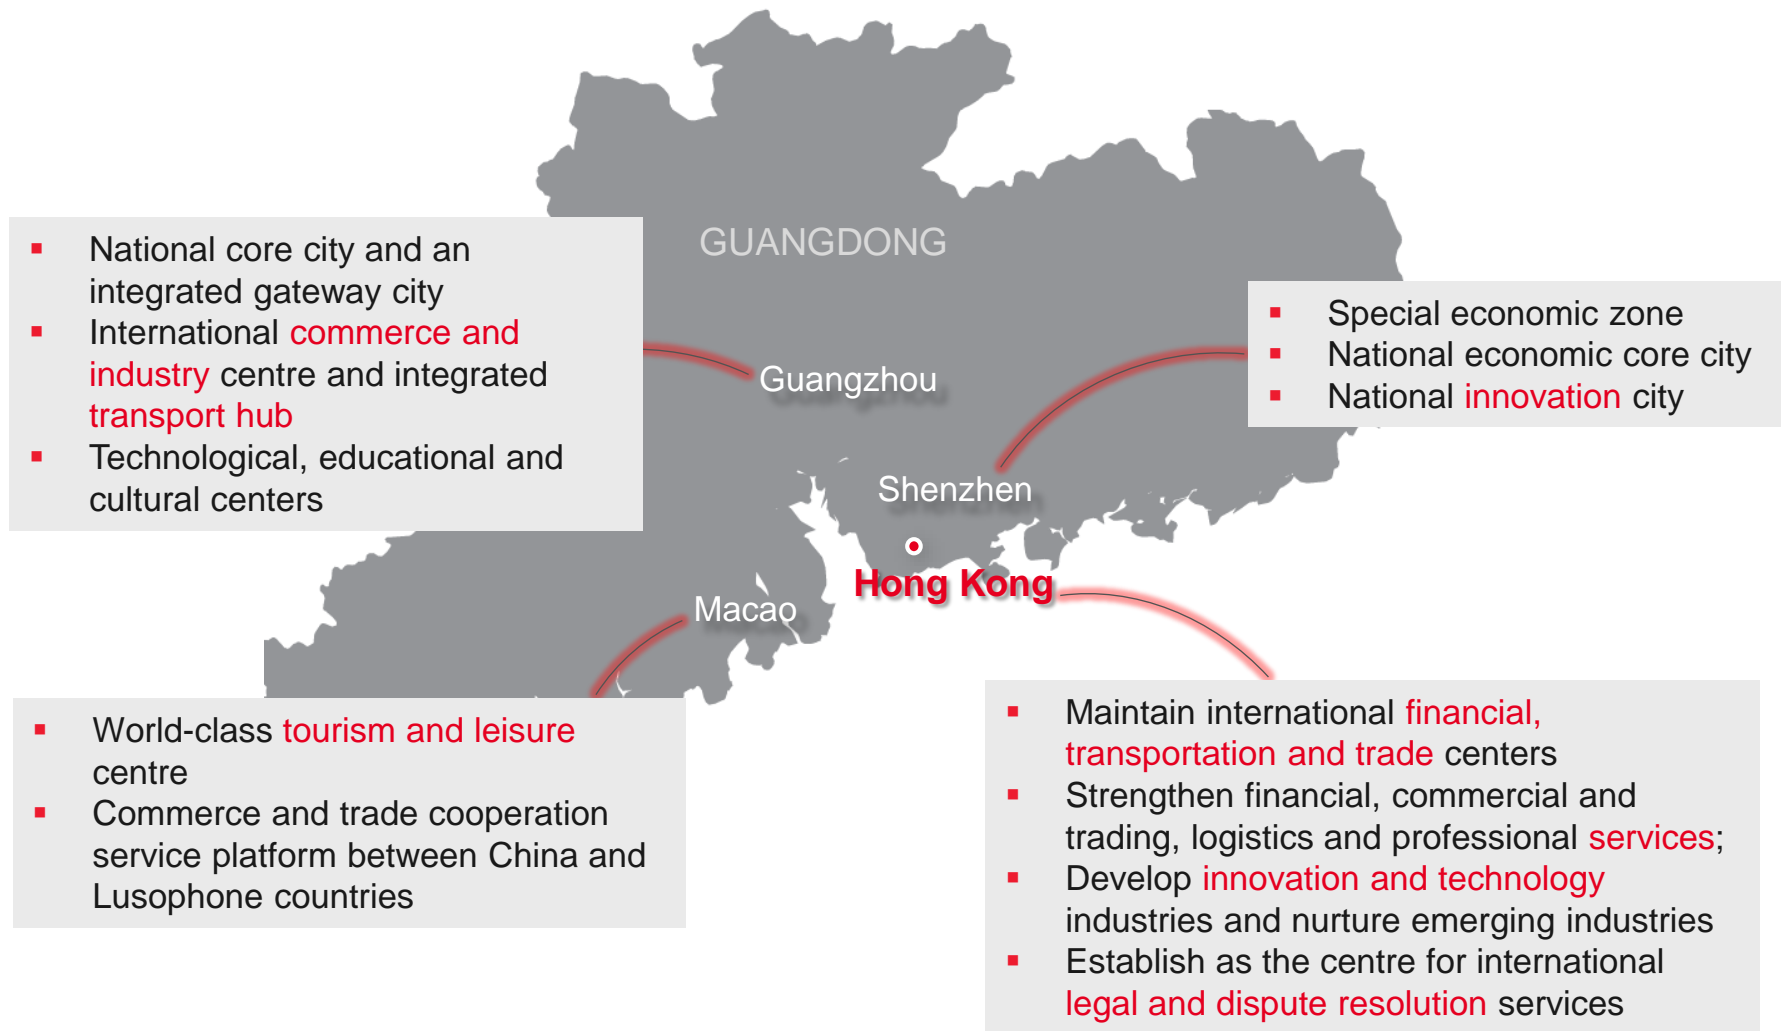 GUANGDONG
▪ National core city and an
integrated gateway city
▪ International commerce and
industry centre and integrated
transport hub
▪ Technological, educational and
cultural centers
Guangzhou
▪ Special economic zone
▪ National economic core city
▪ National innovation city
Shenzhen
Hong Kong
Macao
▪ World-class tourism and leisure
centre
▪ Commerce and trade cooperation
service platform between China and
Lusophone countries
▪ Maintain international financial,
transportation and trade centers
▪ Strengthen financial, commercial and
trading, logistics and professional services;
▪ Develop innovation and technology
industries and nurture emerging industries
▪ Establish as the centre for international
legal and dispute resolution services